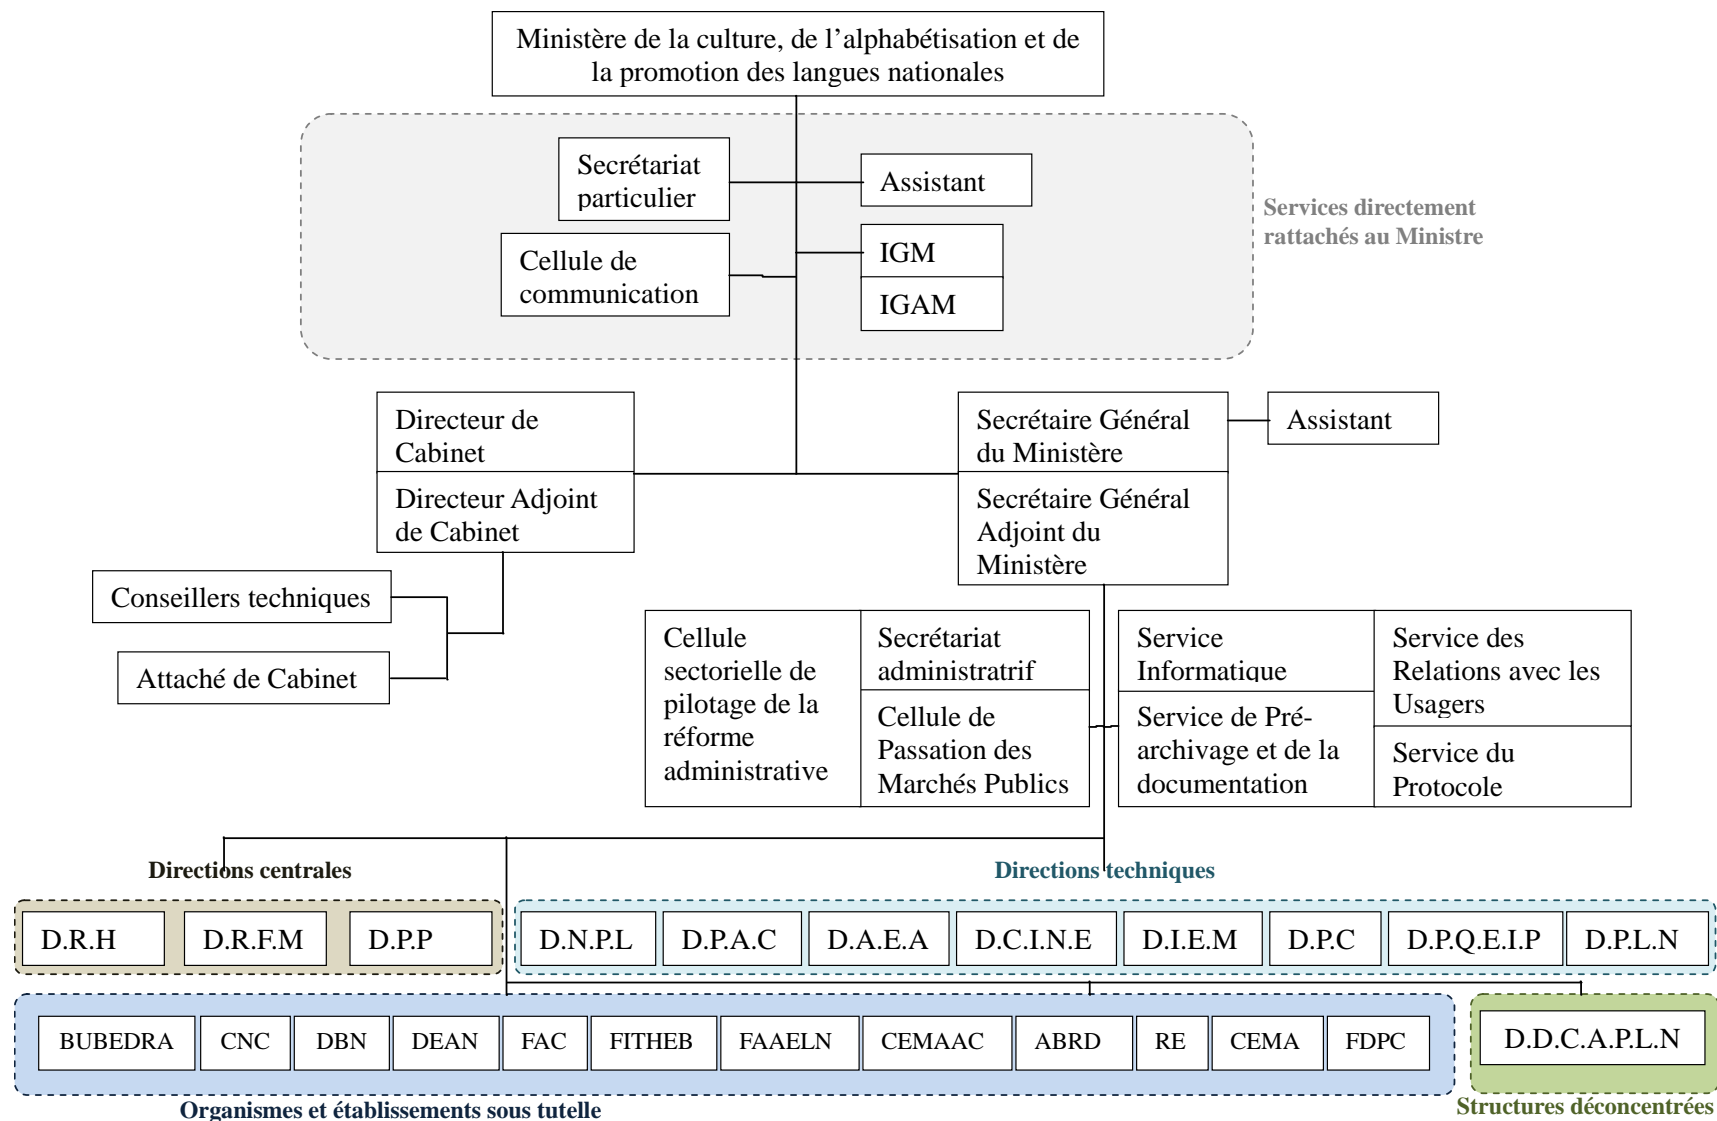 Ministère de la culture, de l’alphabétisation et de
la promotion des langues nationales
Secrétariat
particulier
Assistant
Services directement
rattachés au Ministre
Cellule de
communication
IGM
IGAM
Directeur de
Cabinet
Directeur Adjoint
de Cabinet
Secrétaire Général
du Ministère
Secrétaire Général
Adjoint du
Ministère
Assistant
Conseillers techniques
Attaché de Cabinet
Cellule
sectorielle de
pilotage de la
réforme
administrative
Secrétariat
administratrif
Cellule de
Passation des
Marchés Publics
Service
Informatique
Service de Pré-
archivage et de la
documentation
Service des
Relations avec les
Usagers
Service du
Protocole
Directions centrales
Directions techniques
D.R.H
D.R.F.M
D.P.P
D.N.P.L
D.P.A.C
D.A.E.A
D.C.I.N.E
D.I.E.M
D.P.C
D.P.Q.E.I.P
D.P.L.N
BUBEDRA
CNC
DBN
DEAN
FAC
FITHEB
FAAELN
CEMAAC
ABRD
RE
CEMA
FDPC
D.D.C.A.P.L.N
Organismes et établissements sous tutelle
Structures déconcentrées